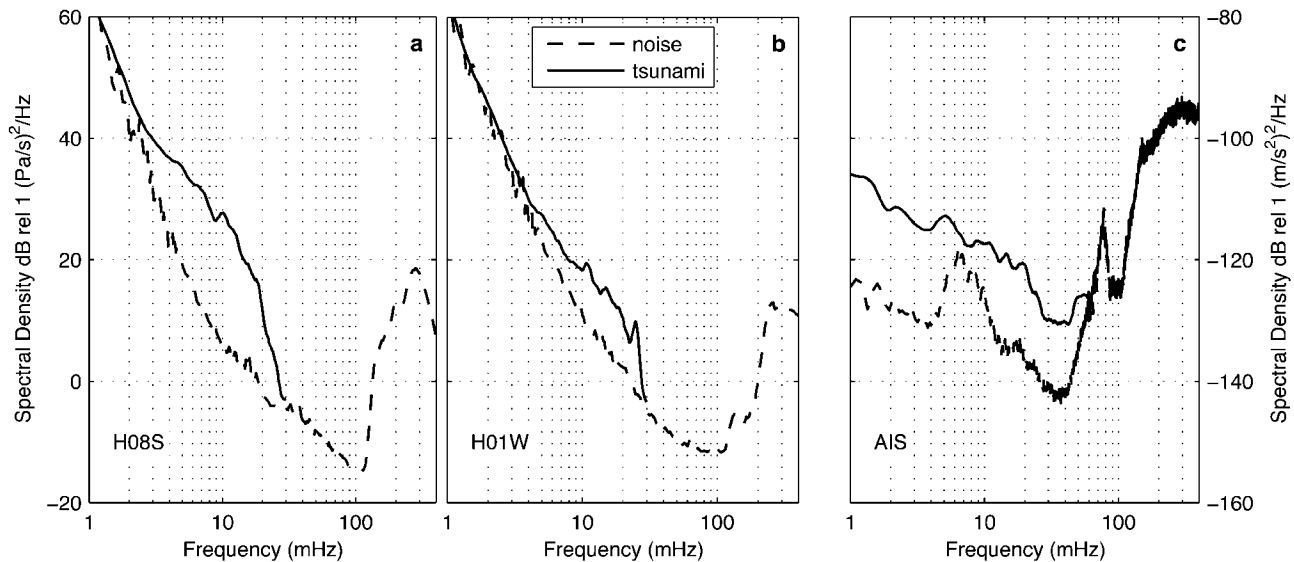 60
40
20
0
−20
Spectral Density dB rel 1 (Pa/s)²/Hz
a
H08S
1
10
100
Frequency (mHz)
b
noise
tsunami
H01W
1
10
100
Frequency (mHz)
c
AIS
1
10
100
Frequency (mHz)
−80
−100
−120
−140
−160
Spectral Density dB rel 1 (m/s²)²/Hz